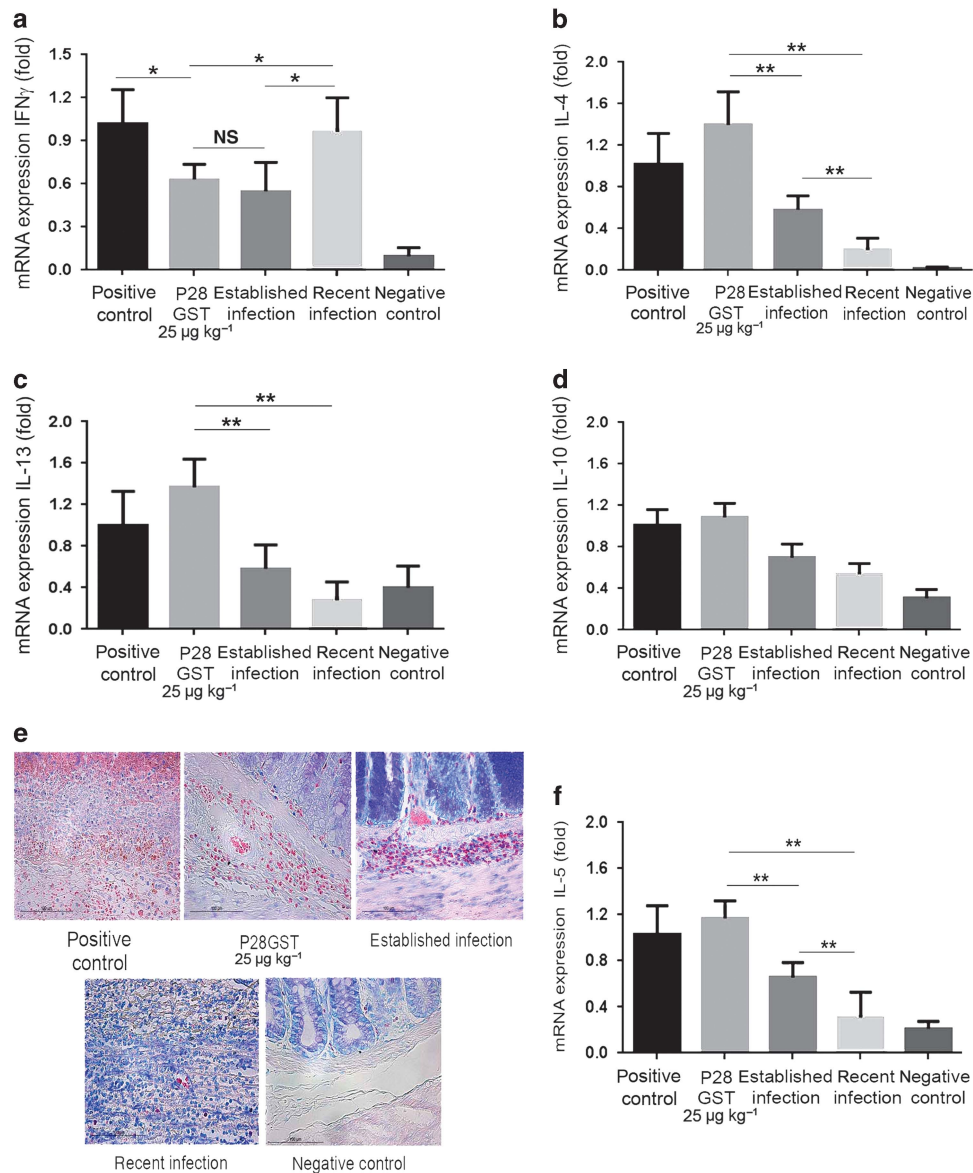 a
mRNA expression IFNγ (fold)
1.5
1.2
0.9
0.6
0.3
0.0
*
*
*
NS
Positive control
P28 GST 25 µg kg⁻¹
Established infection
Recent infection
Negative control
b
mRNA expression IL-4 (fold)
2.0
1.6
1.2
0.8
0.4
0.0
**
**
**
Positive control
P28 GST 25 µg kg⁻¹
Established infection
Recent infection
Negative control
c
mRNA expression IL-13 (fold)
2.0
1.6
1.2
0.8
0.4
0.0
**
**
Positive control
P28 GST 25 µg kg⁻¹
Established infection
Recent infection
Negative control
d
mRNA expression IL-10 (fold)
2.0
1.6
1.2
0.8
0.4
0.0
Positive control
P28 GST 25 µg kg⁻¹
Established infection
Recent infection
Negative control
e
Positive control
P28GST 25 µg kg⁻¹
Established infection
Recent infection
Negative control
f
mRNA expression IL-5 (fold)
2.0
1.6
1.2
0.8
0.4
0.0
**
**
**
Positive control
P28 GST 25 µg kg⁻¹
Established infection
Recent infection
Negative control